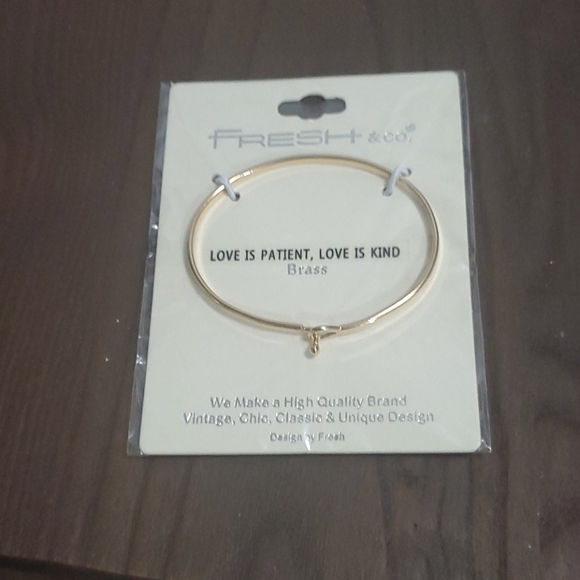 FRESH & CO.®
LOVE IS PATIENT, LOVE IS KIND
Brass
We Make a High Quality Brand
Vintage, Chic, Classic & Unique Design
Design by Fresh